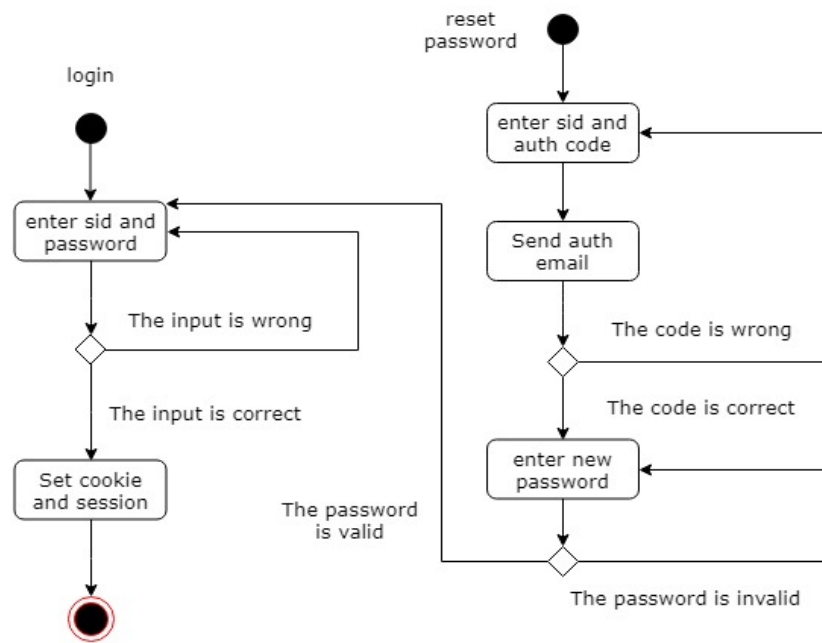 login
enter sid and
password
The input is wrong
The input is correct
Set cookie
and session
reset
password
enter sid and
auth code
Send auth
email
The code is wrong
The code is correct
enter new
password
The password
is valid
The password is invalid